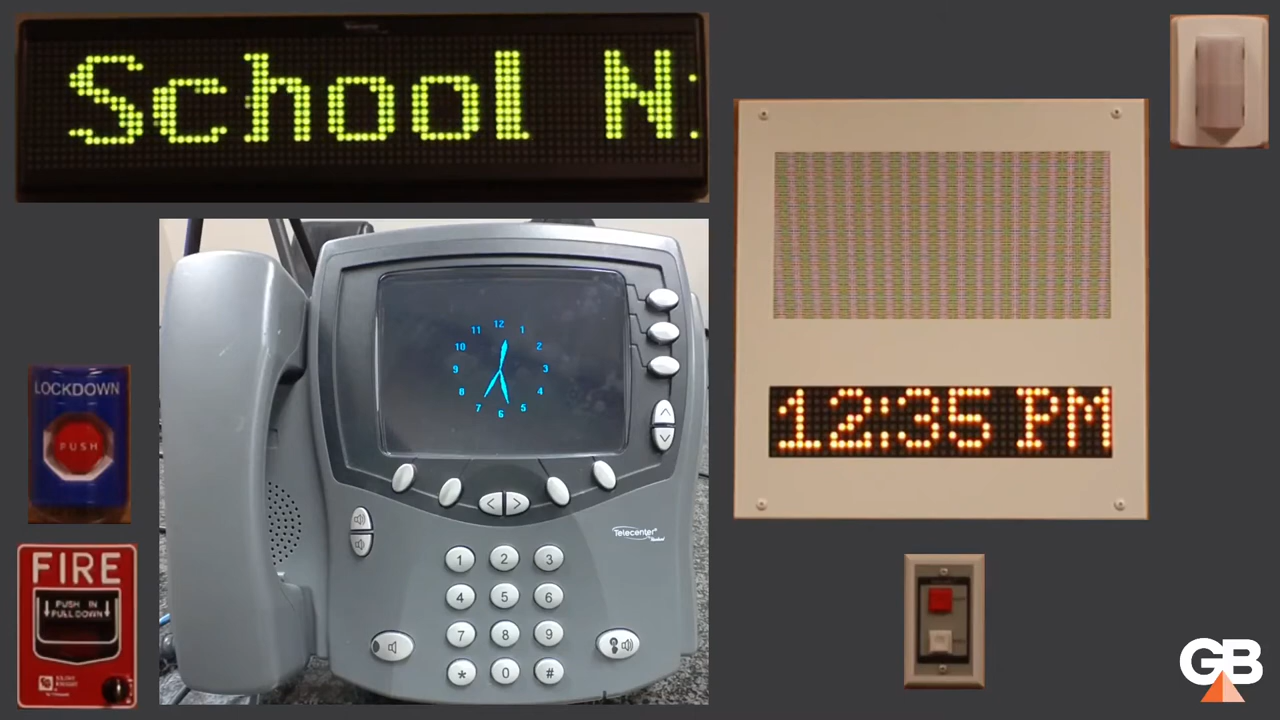 School N
12:35 PM
12
11 1
10 2
9 3
8 4
7 5
6
LOCKDOWN
PUSH
Telecenter
1 2 3
4 5 6
7 8 9
* 0 #
FIRE
PUSH IN
PULL DOWN
GB